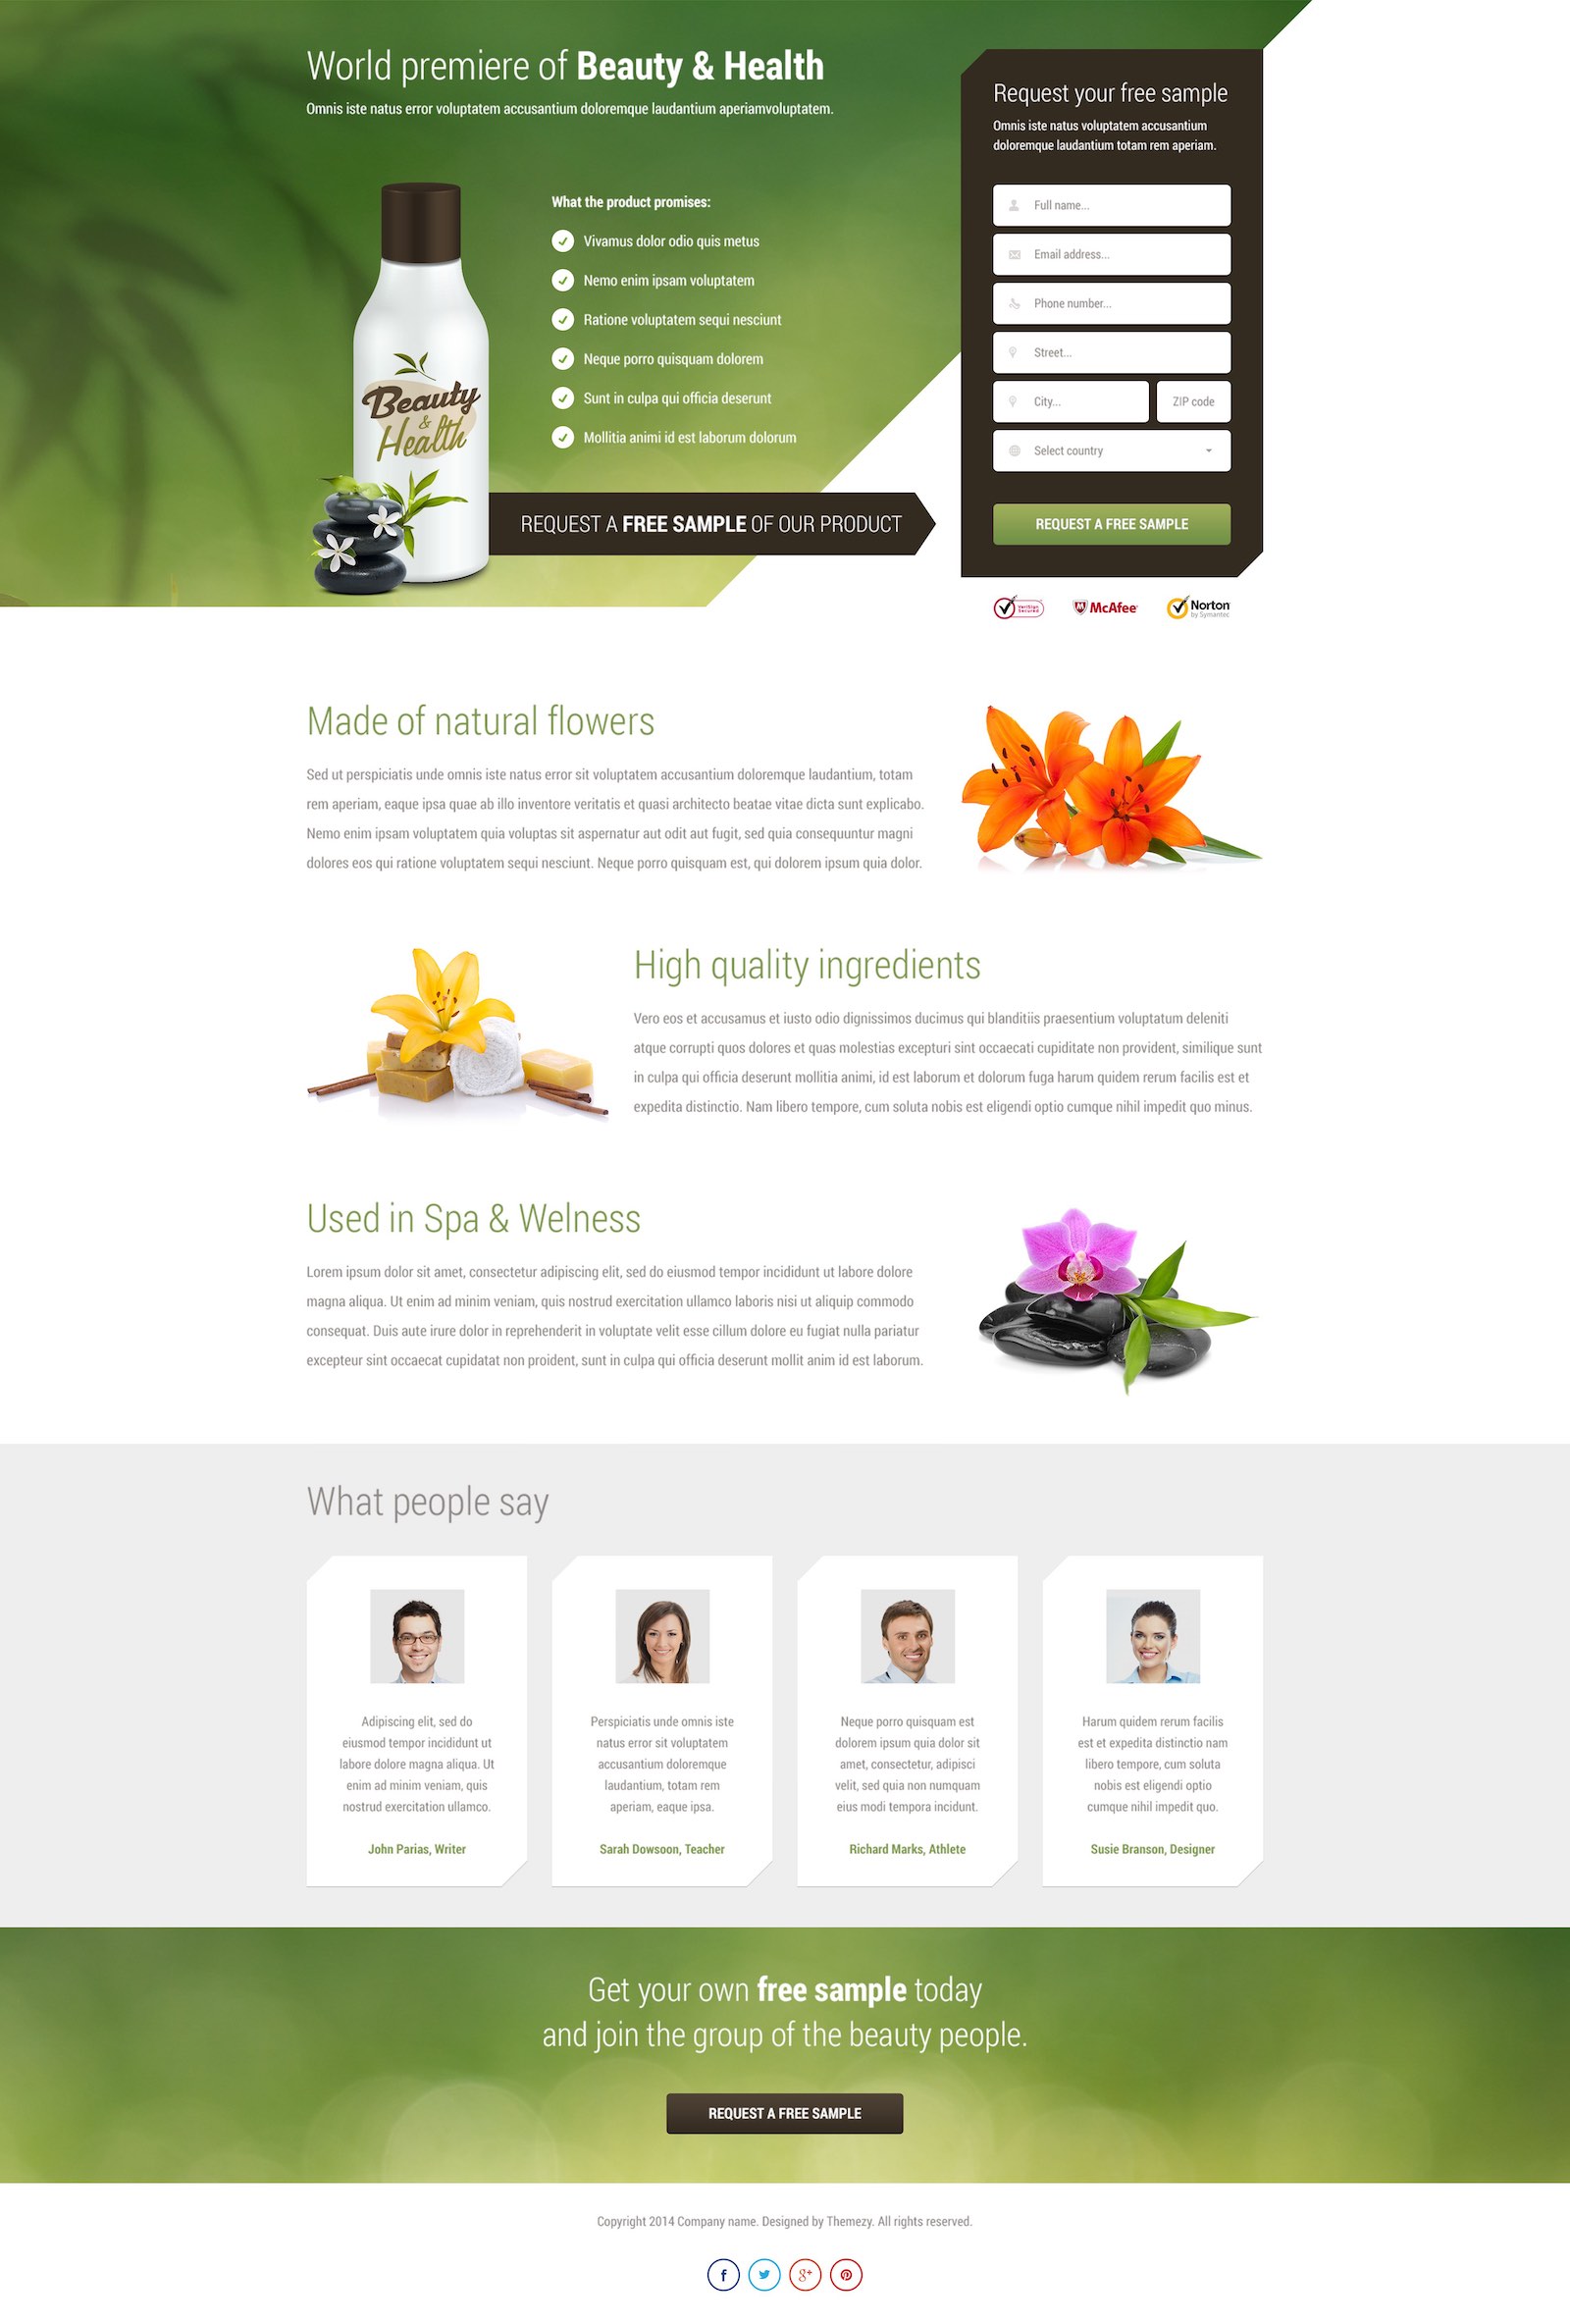 World premiere of Beauty & Health
Omnis iste natus error voluptatem accusantium doloremque laudantium aperiamvoluptatem.
What the product promises:
Vivamus dolor odio quis metus
Nemo enim ipsam voluptatem
Ratione voluptatem sequi nesciunt
Neque porro quisquam dolorem
Sunt in culpa qui officia deserunt
Mollitia animi id est laborum dolorum
Beauty
&
Health
REQUEST A FREE SAMPLE OF OUR PRODUCT
Request your free sample
Omnis iste natus voluptatem accusantium
doloremque laudantium totam rem aperiam.
Full name...
Email address...
Phone number...
Street...
City...
ZIP code
Select country
REQUEST A FREE SAMPLE
VeriSign
Secured
McAfee
Norton
by Symantec
Made of natural flowers
Sed ut perspiciatis unde omnis iste natus error sit voluptatem accusantium doloremque laudantium, totam
rem aperiam, eaque ipsa quae ab illo inventore veritatis et quasi architecto beatae vitae dicta sunt explicabo.
Nemo enim ipsam voluptatem quia voluptas sit aspernatur aut odit aut fugit, sed quia consequuntur magni
dolores eos qui ratione voluptatem sequi nesciunt. Neque porro quisquam est, qui dolorem ipsum quia dolor.
High quality ingredients
Vero eos et accusamus et iusto odio dignissimos ducimus qui blanditiis praesentium voluptatum deleniti
atque corrupti quos dolores et quas molestias excepturi sint occaecati cupiditate non provident, similique sunt
in culpa qui officia deserunt mollitia animi, id est laborum et dolorum fuga harum quidem rerum facilis est et
expedita distinctio. Nam libero tempore, cum soluta nobis est eligendi optio cumque nihil impedit quo minus.
Used in Spa & Welness
Lorem ipsum dolor sit amet, consectetur adipiscing elit, sed do eiusmod tempor incididunt ut labore dolore
magna aliqua. Ut enim ad minim veniam, quis nostrud exercitation ullamco laboris nisi ut aliquip commodo
consequat. Duis aute irure dolor in reprehenderit in voluptate velit esse cillum dolore eu fugiat nulla pariatur
excepteur sint occaecat cupidatat non proident, sunt in culpa qui officia deserunt mollit anim id est laborum.
What people say
Adipiscing elit, sed do
eiusmod tempor incididunt ut
labore dolore magna aliqua. Ut
enim ad minim veniam, quis
nostrud exercitation ullamco.
John Parias, Writer
Perspiciatis unde omnis iste
natus error sit voluptatem
accusantium doloremque
laudantium, totam rem
aperiam, eaque ipsa.
Sarah Dowsoon, Teacher
Neque porro quisquam est
dolorem ipsum quia dolor sit
amet, consectetur, adipisci
velit, sed quia non numquam
eius modi tempora incidunt.
Richard Marks, Athlete
Harum quidem rerum facilis
est et expedita distinctio nam
libero tempore, cum soluta
nobis est eligendi optio
cumque nihil impedit quo.
Susie Branson, Designer
Get your own free sample today
and join the group of the beauty people.
REQUEST A FREE SAMPLE
Copyright 2014 Company name. Designed by Themezy. All rights reserved.